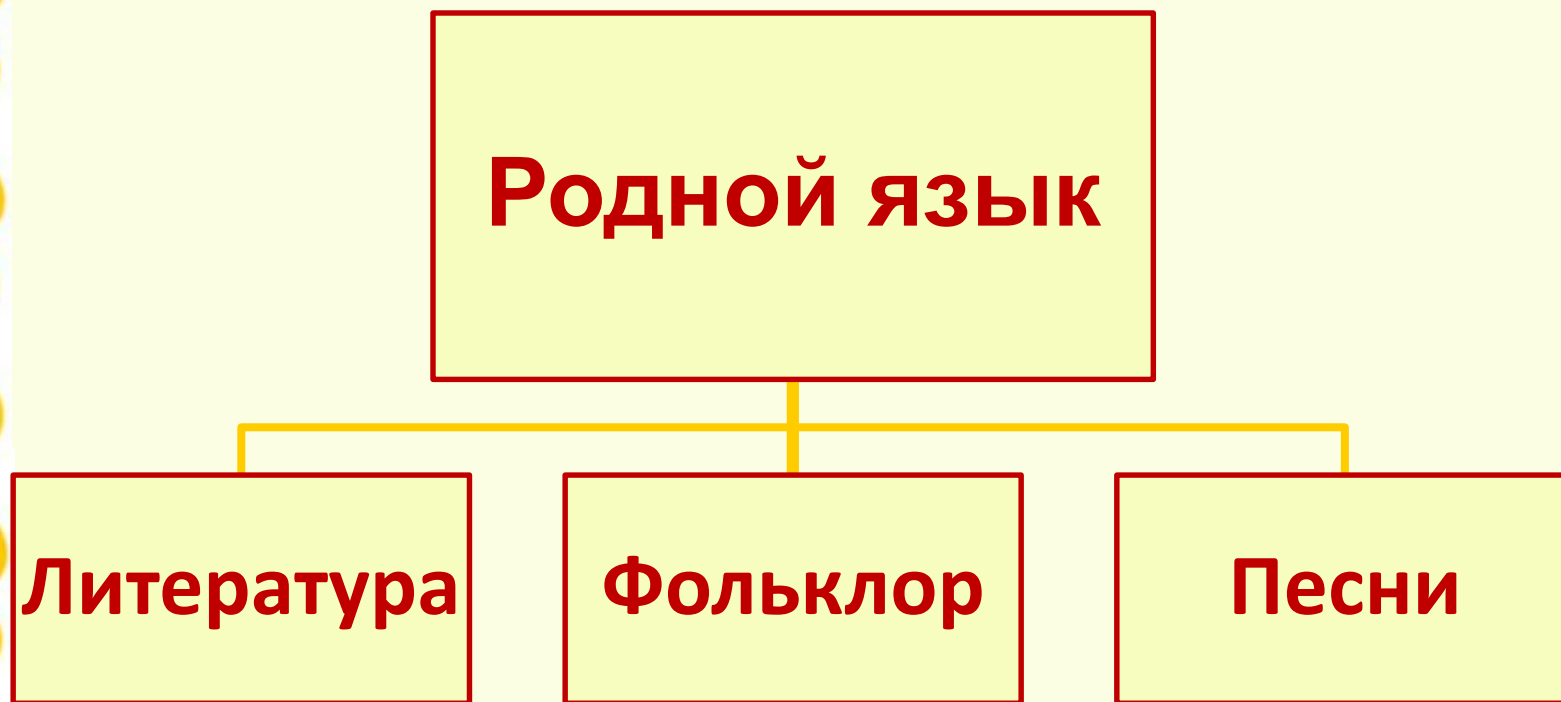 Родной язык
Литература
Фольклор
Песни